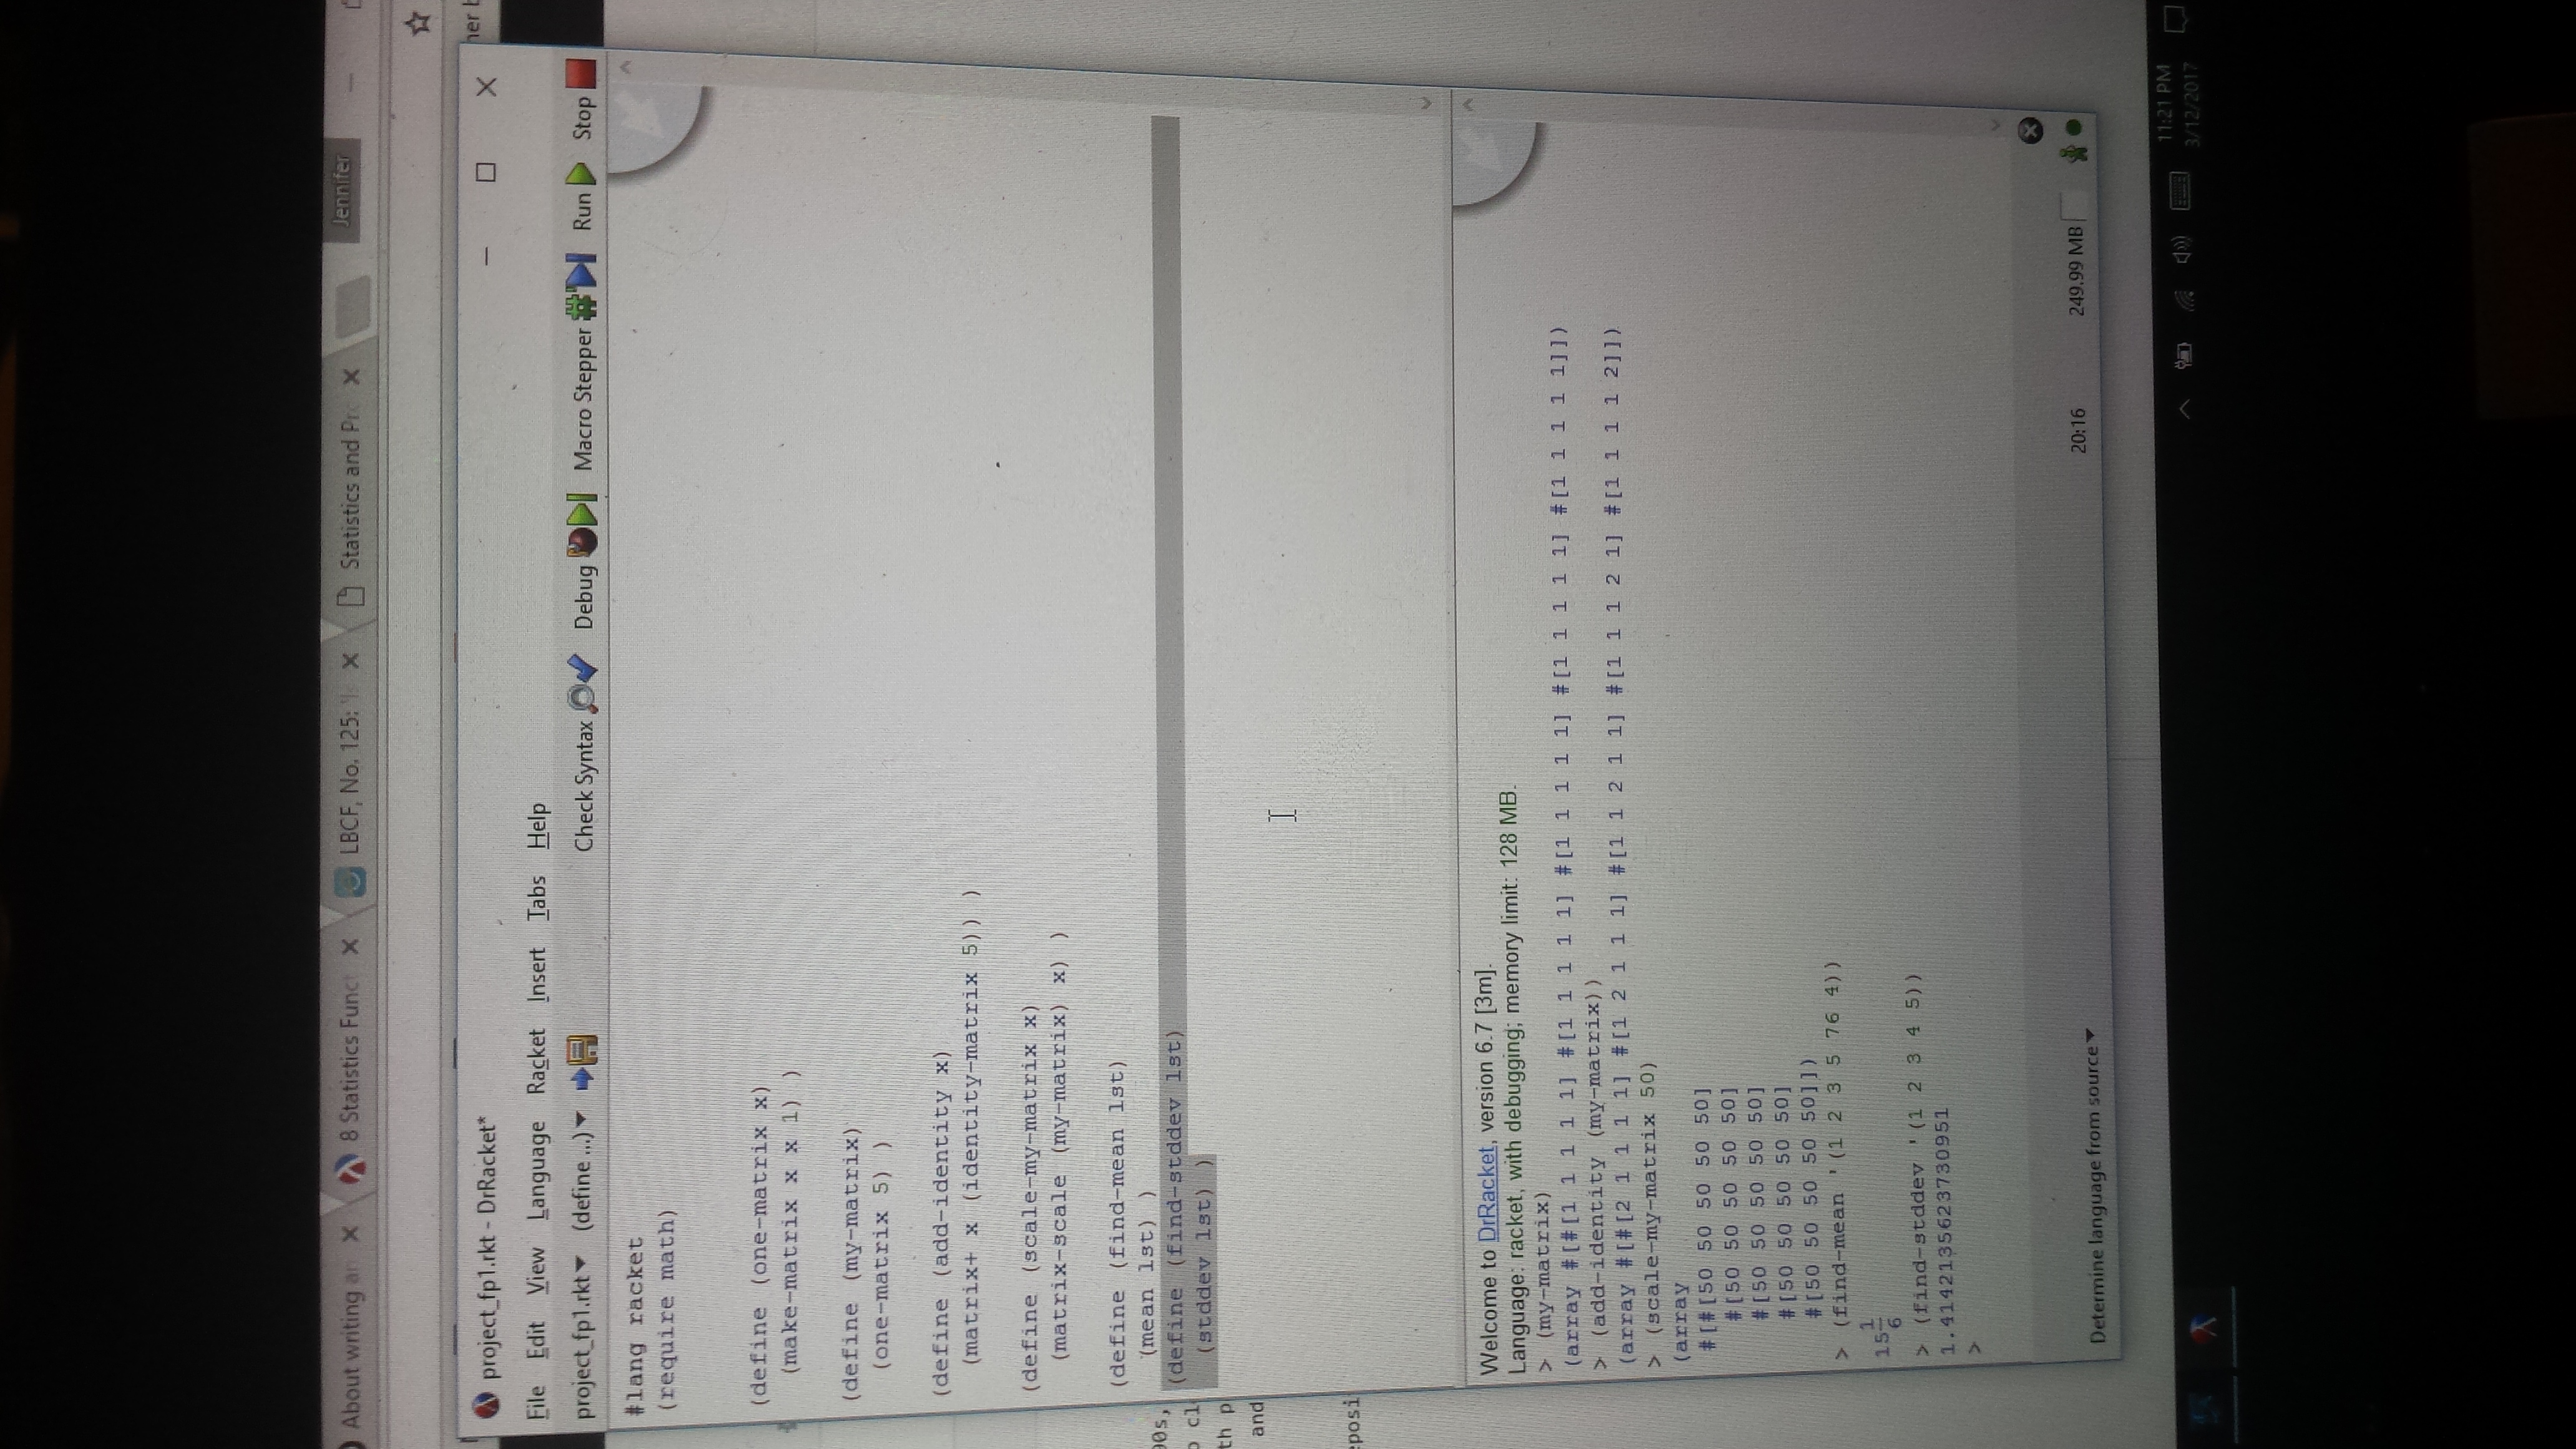 About writing an
8 Statistics Funct
LBCF, No. 125: 'Is
Statistics and Pro
Jennifer
her b
project_fp1.rkt - DrRacket*
File Edit View Language Racket Insert Tabs Help
project_fp1.rkt (define ...) Check Syntax Debug Macro Stepper Run Stop
#lang racket
(require math)
(define (one-matrix x)
(make-matrix x x 1) )
(define (my-matrix)
(one-matrix 5) )
(define (add-identity x)
(matrix+ x (identity-matrix 5)) )
(define (scale-my-matrix x)
(matrix-scale (my-matrix) x) )
(define (find-mean lst)
(mean lst) )
(define (find-stddev lst)
(stddev lst) )
00s,
o cl
th p
and
eposi
Welcome to DrRacket, version 6.7 [3m].
Language: racket, with debugging; memory limit: 128 MB.
> (my-matrix)
(array #[#[1 1 1 1 1] #[1 1 1 1 1] #[1 1 1 1 1] #[1 1 1 1 1] #[1 1 1 1 1]])
> (add-identity (my-matrix))
(array #[#[2 1 1 1 1] #[1 2 1 1 1] #[1 1 2 1 1] #[1 1 1 2 1] #[1 1 1 1 2]])
> (scale-my-matrix 50)
(array
#[#[50 50 50 50 50]
#[50 50 50 50 50]
#[50 50 50 50 50]
#[50 50 50 50 50]
#[50 50 50 50 50]])
> (find-mean '(1 2 3 5 76 4))
15 1/6
> (find-stddev '(1 2 3 4 5))
1.4142135623730951
>
Determine language from source
20:16
249.99 MB
11:21 PM
3/12/2017